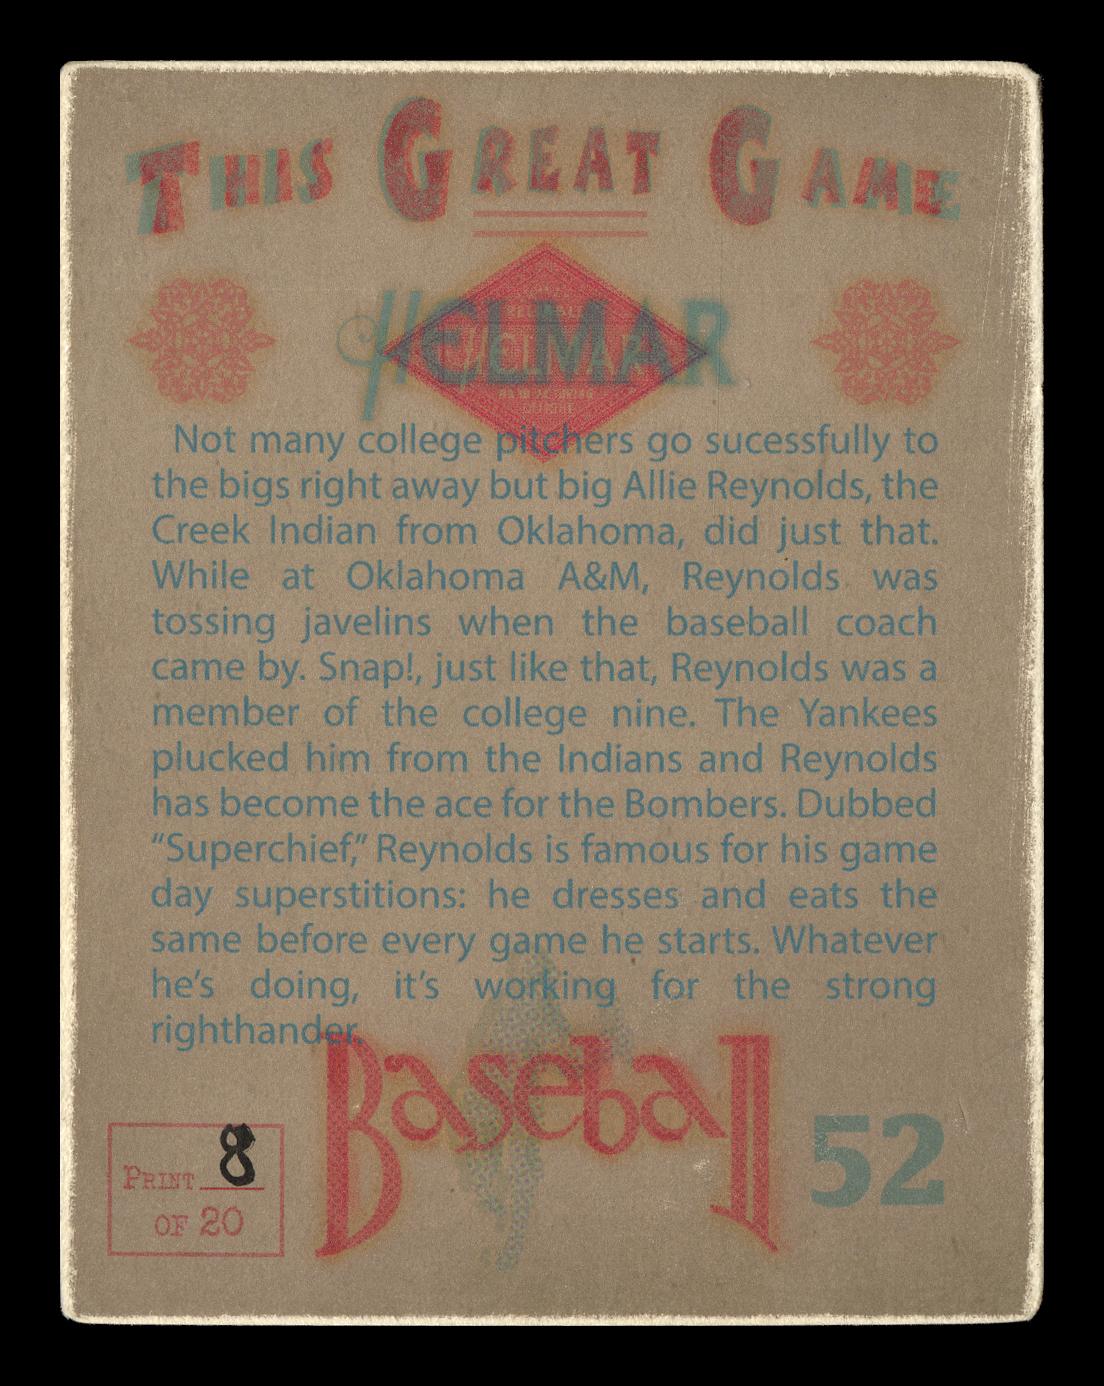 THIS GREAT GAME
HELMAR
Not many college pitchers go sucessfully to
the bigs right away but big Allie Reynolds, the
Creek Indian from Oklahoma, did just that.
While at Oklahoma A&M, Reynolds was
tossing javelins when the baseball coach
came by. Snap!, just like that, Reynolds was a
member of the college nine. The Yankees
plucked him from the Indians and Reynolds
has become the ace for the Bombers. Dubbed
“Superchief,” Reynolds is famous for his game
day superstitions: he dresses and eats the
same before every game he starts. Whatever
he’s doing, it’s working for the strong
righthander.
Baseball
52
PRINT 8
OF 20